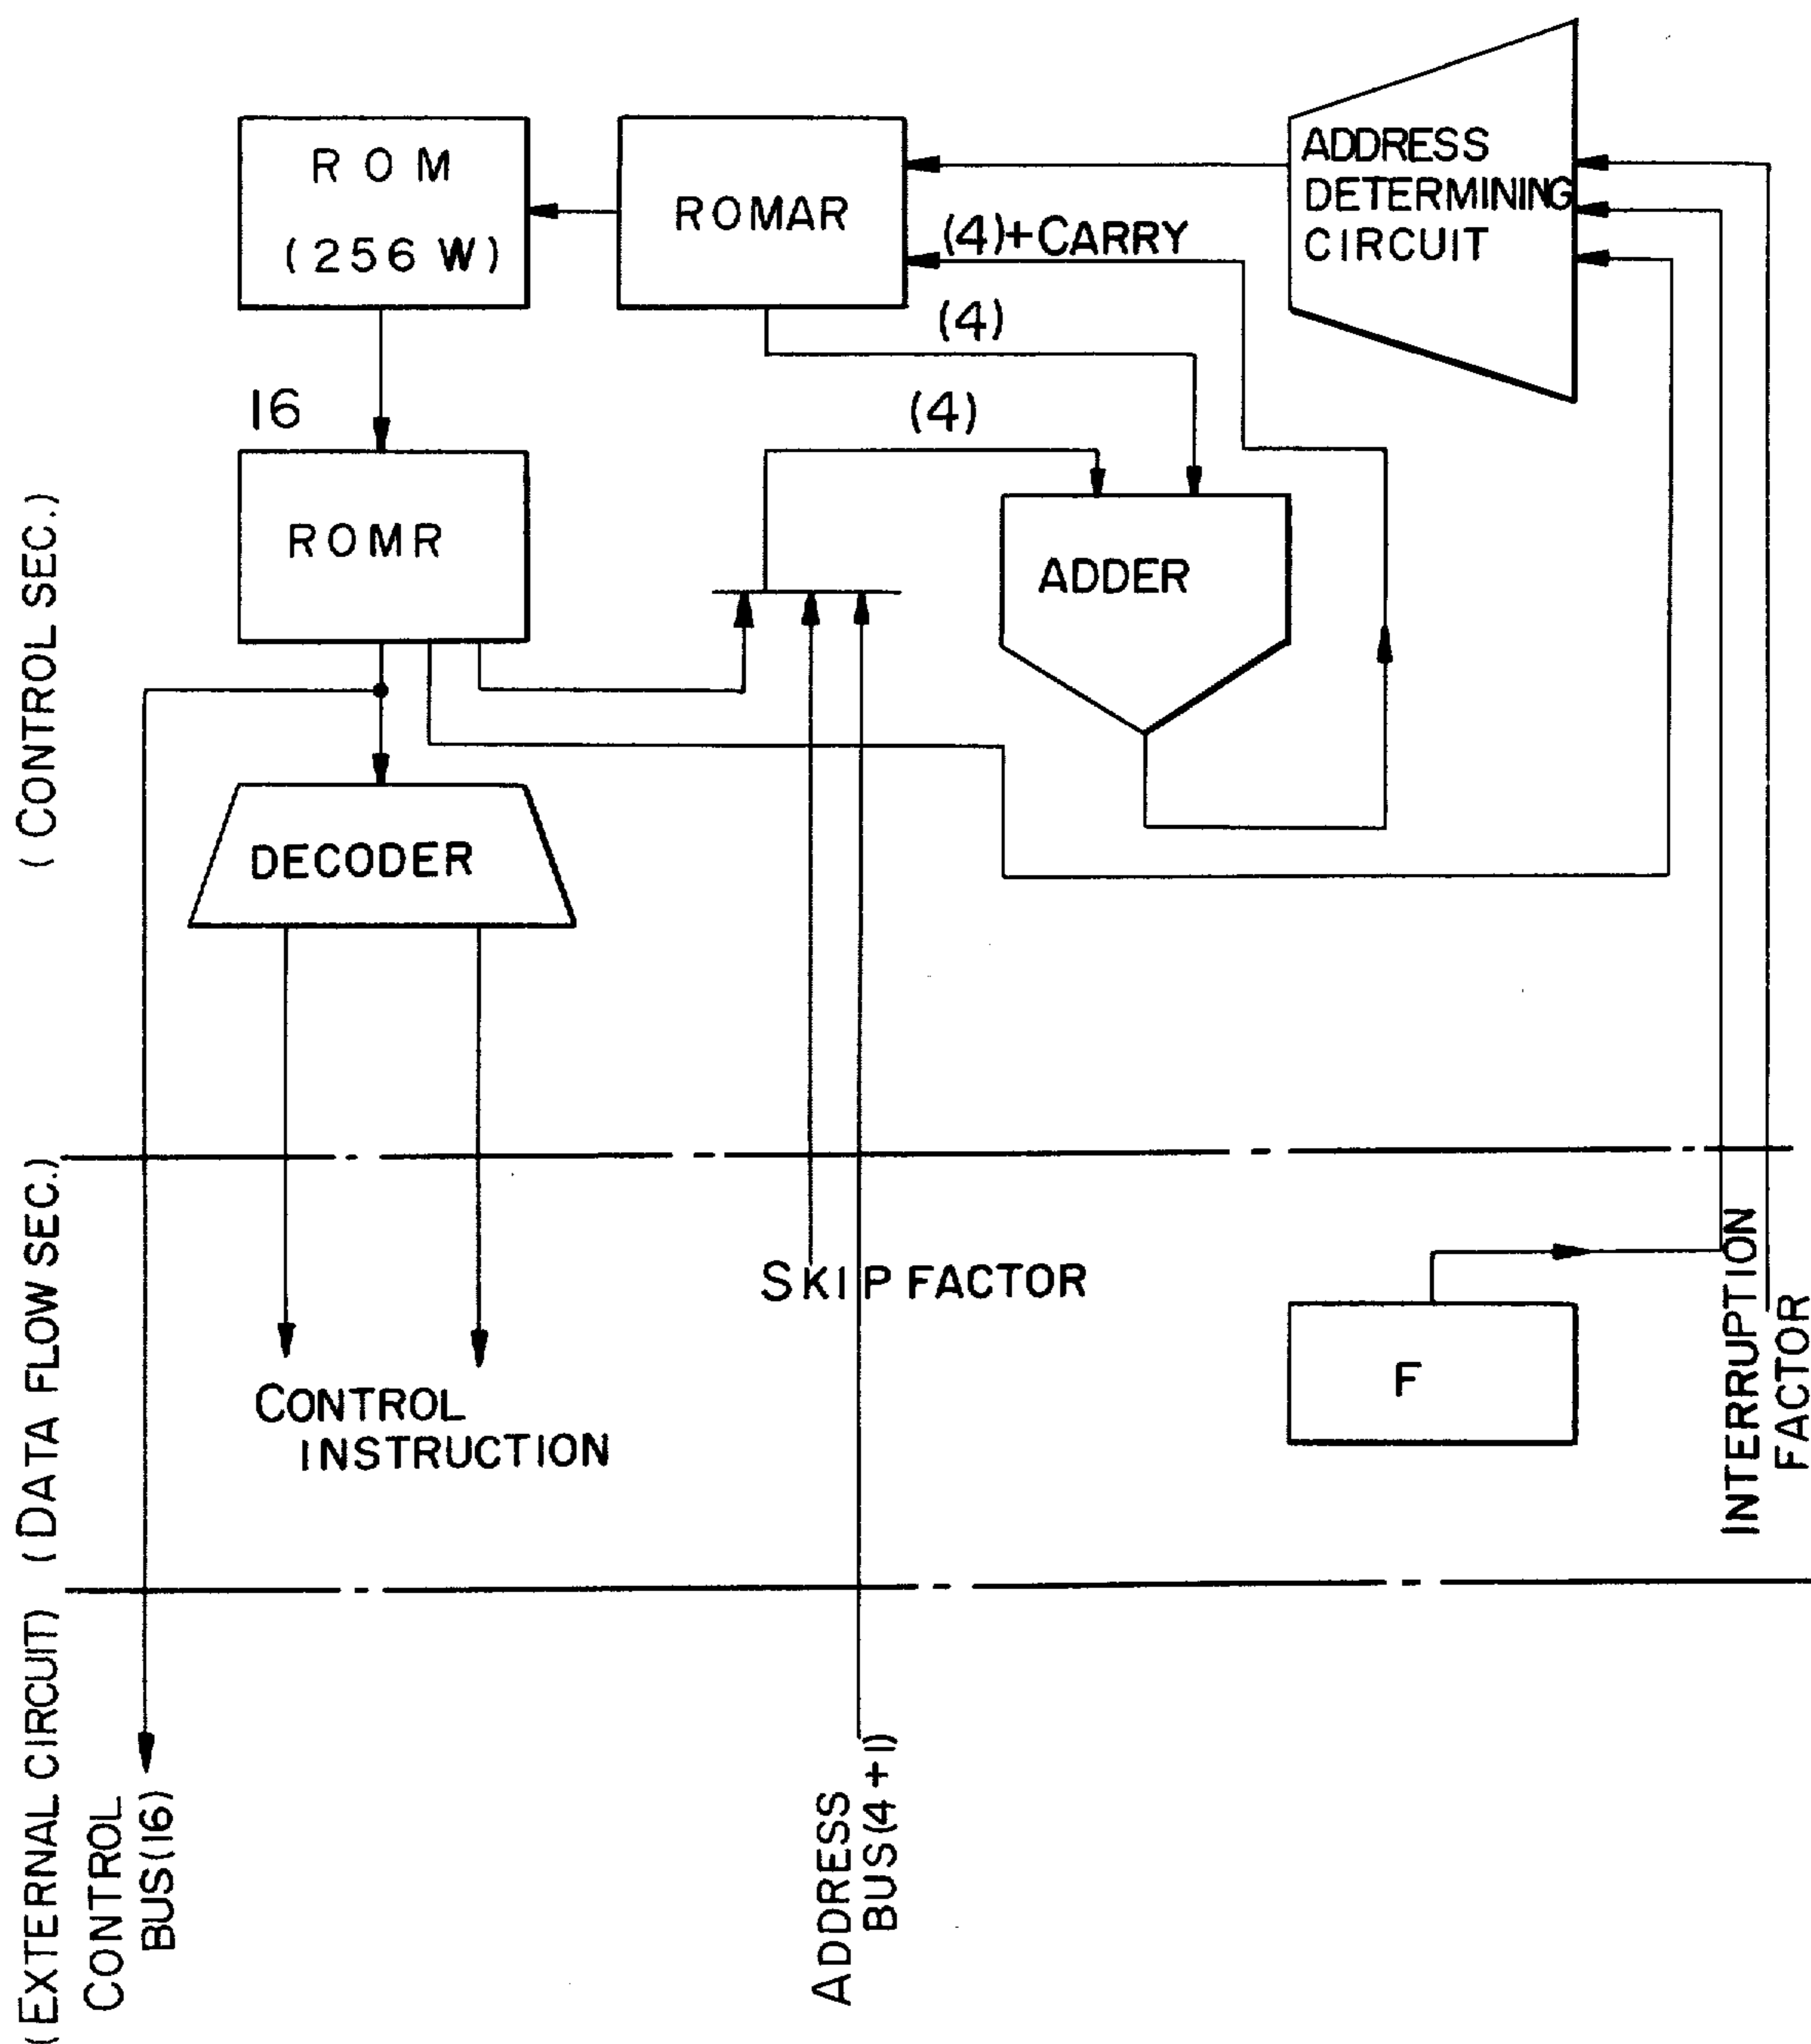 ROM
(256 W)
ROMAR
ADDRESS
DETERMINING
CIRCUIT
(4)+CARRY
(4)
16
(4)
ROMR
ADDER
DECODER
(CONTROL SEC.)
(DATA FLOW SEC.)
(EXTERNAL CIRCUIT)
SKIP FACTOR
CONTROL
INSTRUCTION
F
INTERRUPTION
FACTOR
CONTROL
BUS(16)
ADDRESS
BUS(4+1)